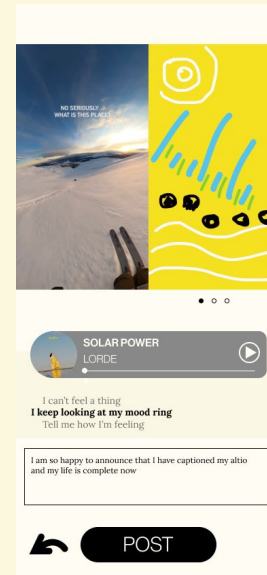 NO SERIOUSLY
WHAT IS THIS PLACE
SOLAR POWER
LORDE
I can't feel a thing
I keep looking at my mood ring
Tell me how I'm feeling
I am so happy to announce that I have captioned my altio
and my life is complete now
POST